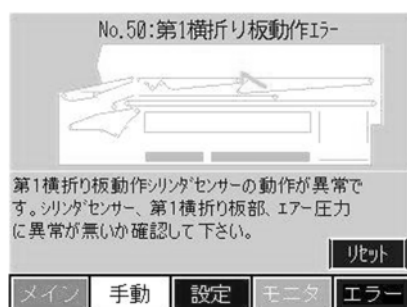 No.50:第1横折り板動作エラー
第1横折り板動作シリンダセンサーの動作が異常で
す。シリンダセンサー、第1横折り板部、エアー圧力
に異常が無いか確認して下さい。
リセット
メイン 手動 設定 モニタ エラー